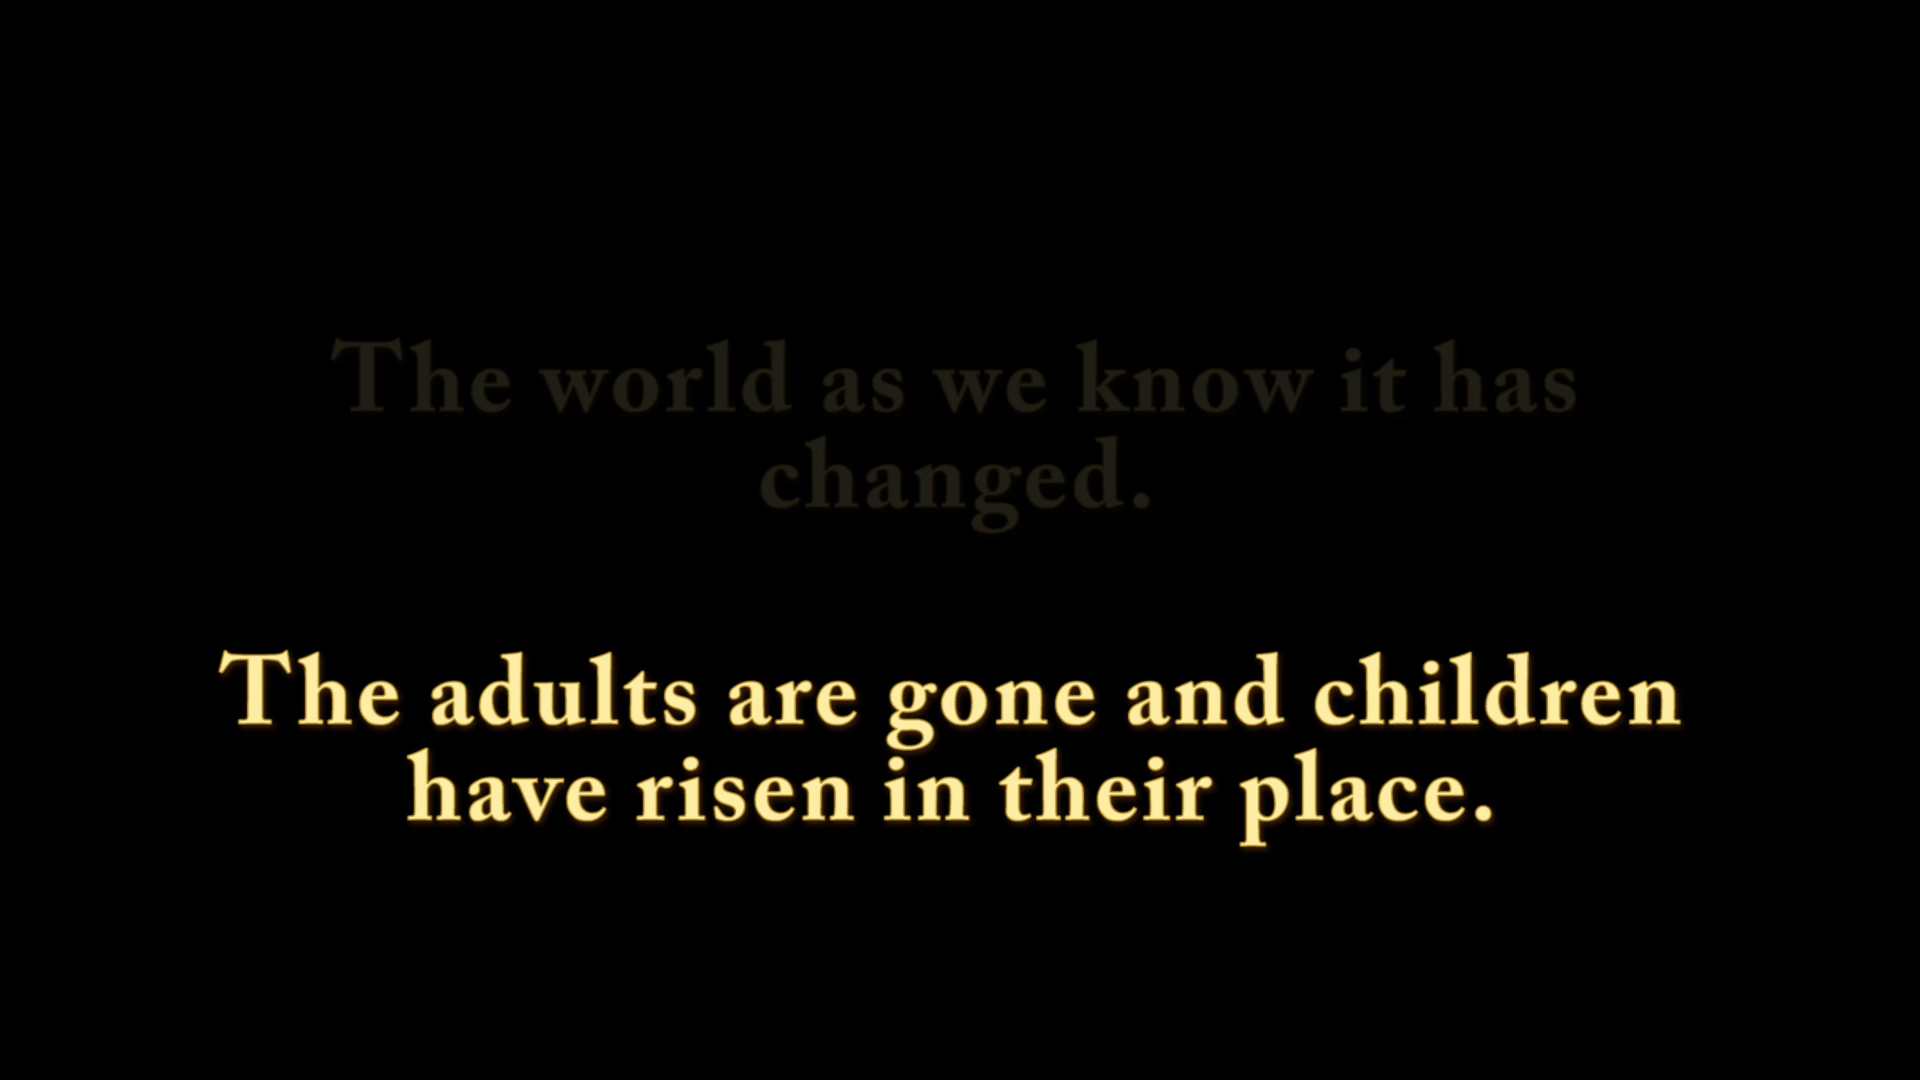 The world as we know it has
changed.
The adults are gone and children
have risen in their place.